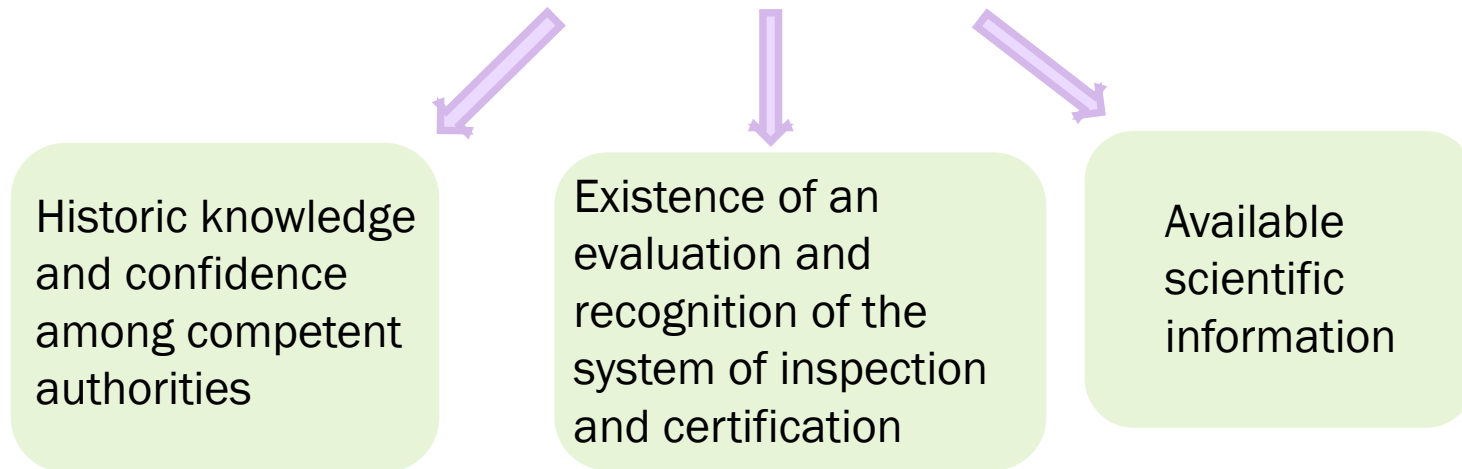 Historic knowledge
and confidence
among competent
authorities
Existence of an
evaluation and
recognition of the
system of inspection
and certification
Available
scientific
information